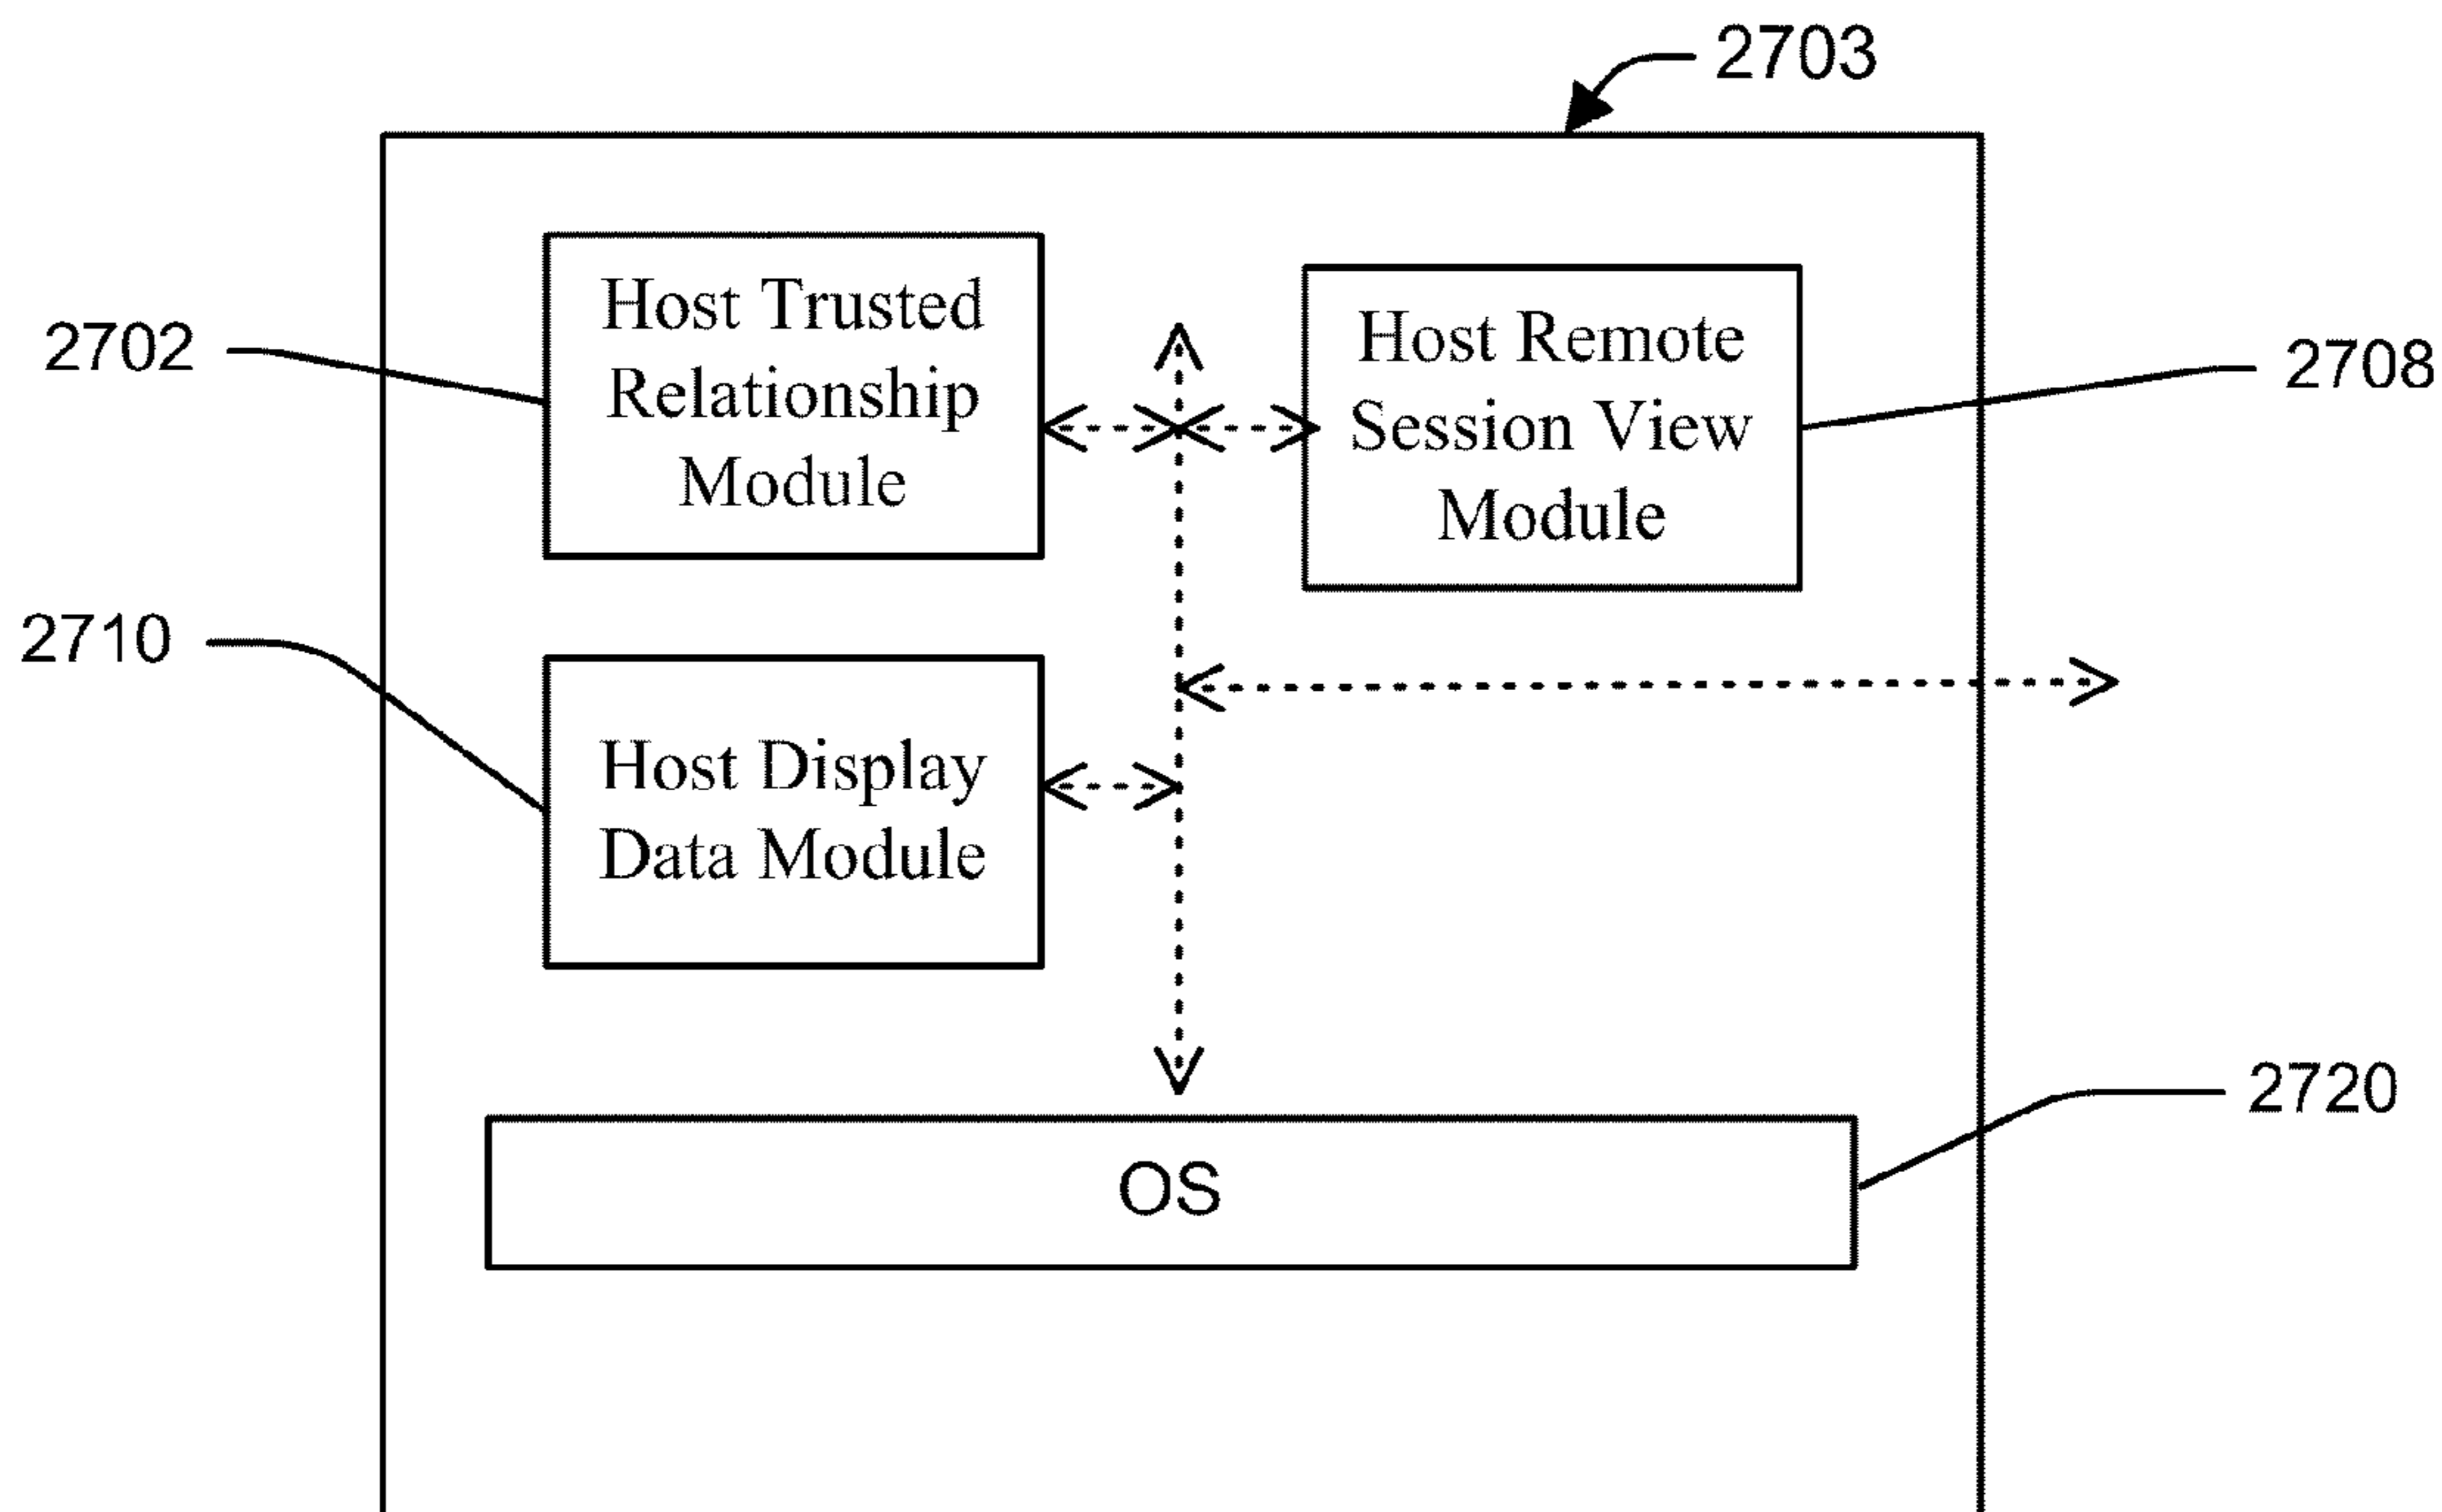 2703
Host Trusted
Relationship
Module
2702
Host Remote
Session View
Module
2708
2710
Host Display
Data Module
2720
OS